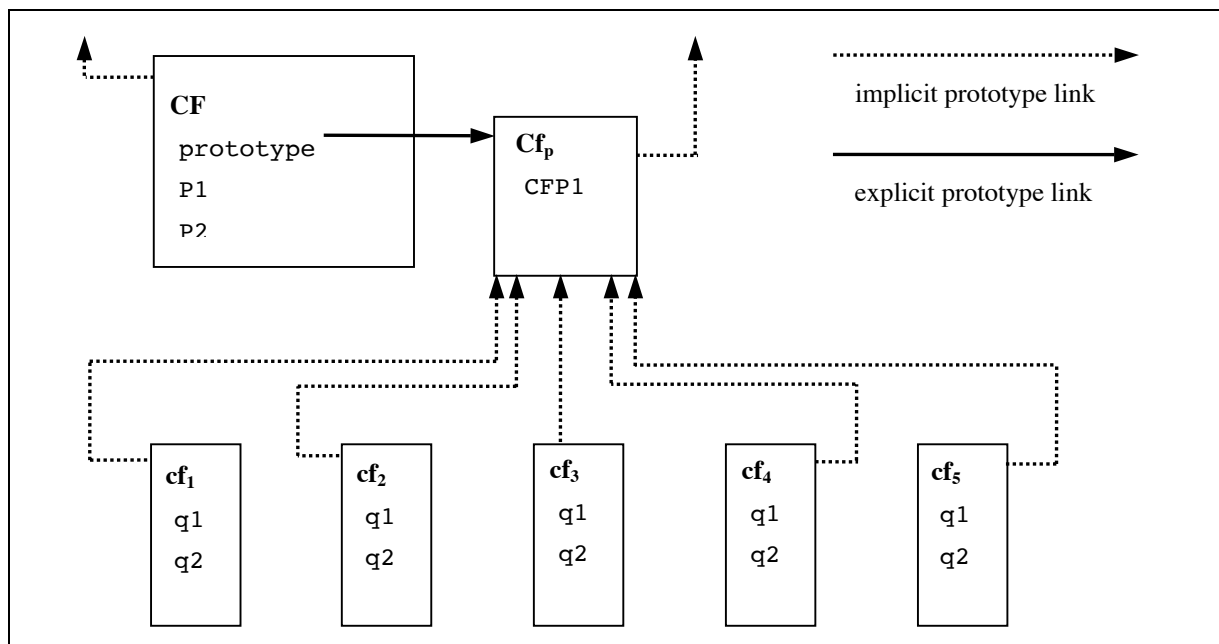 CF
prototype
P1
P2
Cfp
CFP1
implicit prototype link
explicit prototype link
cf1
q1
q2
cf2
q1
q2
cf3
q1
q2
cf4
q1
q2
cf5
q1
q2